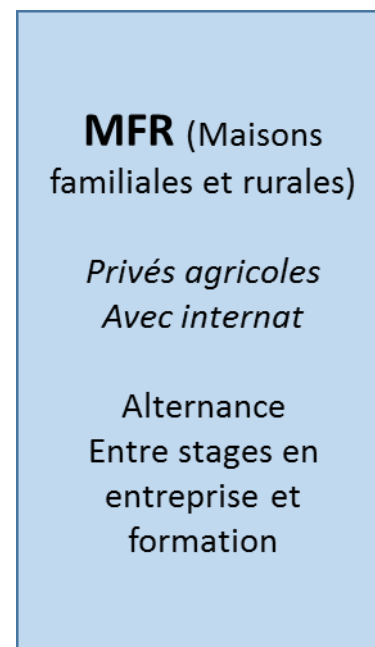 MFR (Maisons
familiales et rurales)
Privés agricoles
Avec internat
Alternance
Entre stages en
entreprise et
formation